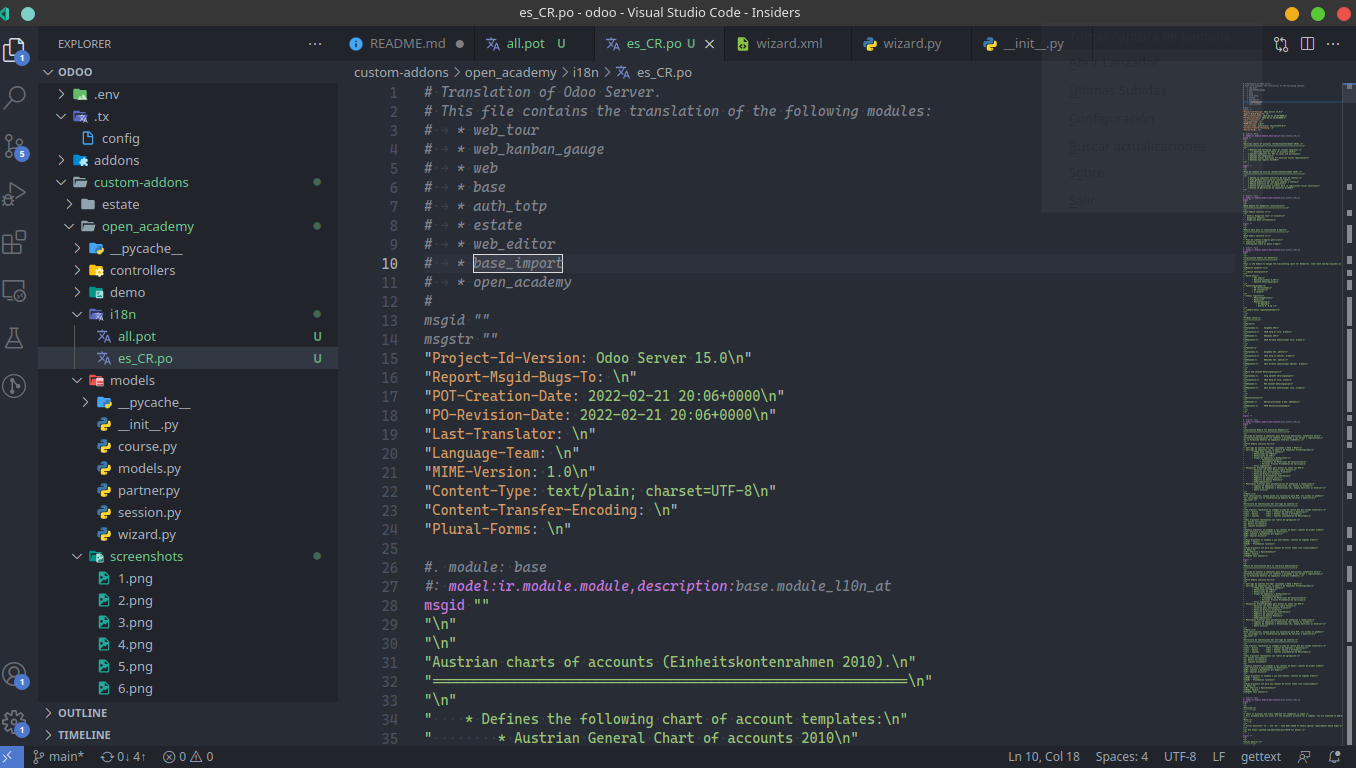 es_CR.po - odoo - Visual Studio Code - Insiders
EXPLORER
README.md
all.pot U
es_CR.po U
wizard.xml
wizard.py
__init__.py
ODOO
custom-addons > open_academy > i18n > es_CR.po
.env
.tx
config
addons
custom-addons
estate
open_academy
__pycache__
controllers
demo
i18n
all.pot U
es_CR.po U
models
__pycache__
__init__.py
course.py
models.py
partner.py
session.py
wizard.py
screenshots
1.png
2.png
3.png
4.png
5.png
6.png
OUTLINE
TIMELINE
1 # Translation of Odoo Server.
2 # This file contains the translation of the following modules:
3 # * web_tour
4 # * web_kanban_gauge
5 # * web
6 # * base
7 # * auth_totp
8 # * estate
9 # * web_editor
10 # * base_import
11 # * open_academy
12 #
13 msgid ""
14 msgstr ""
15 "Project-Id-Version: Odoo Server 15.0\n"
16 "Report-Msgid-Bugs-To: \n"
17 "POT-Creation-Date: 2022-02-21 20:06+0000\n"
18 "PO-Revision-Date: 2022-02-21 20:06+0000\n"
19 "Last-Translator: \n"
20 "Language-Team: \n"
21 "MIME-Version: 1.0\n"
22 "Content-Type: text/plain; charset=UTF-8\n"
23 "Content-Transfer-Encoding: \n"
24 "Plural-Forms: \n"
25
26 #. module: base
27 #: model:ir.module.module,description:base.module_l10n_at
28 msgid ""
29 "\n"
30 "\n"
31 "Austrian charts of accounts (Einheitskontenrahmen 2010).\n"
32 "==========================================================\n"
33 "\n"
34 " * Defines the following chart of account templates:\n"
35 " * Austrian General Chart of accounts 2010\n"
Últimas Subidas
Configuración
Buscar actualizaciones
Sobre
Salir
1
5
1
1
main* 0↓ 4↑ 0 0
Ln 10, Col 18 Spaces: 4 UTF-8 LF gettext